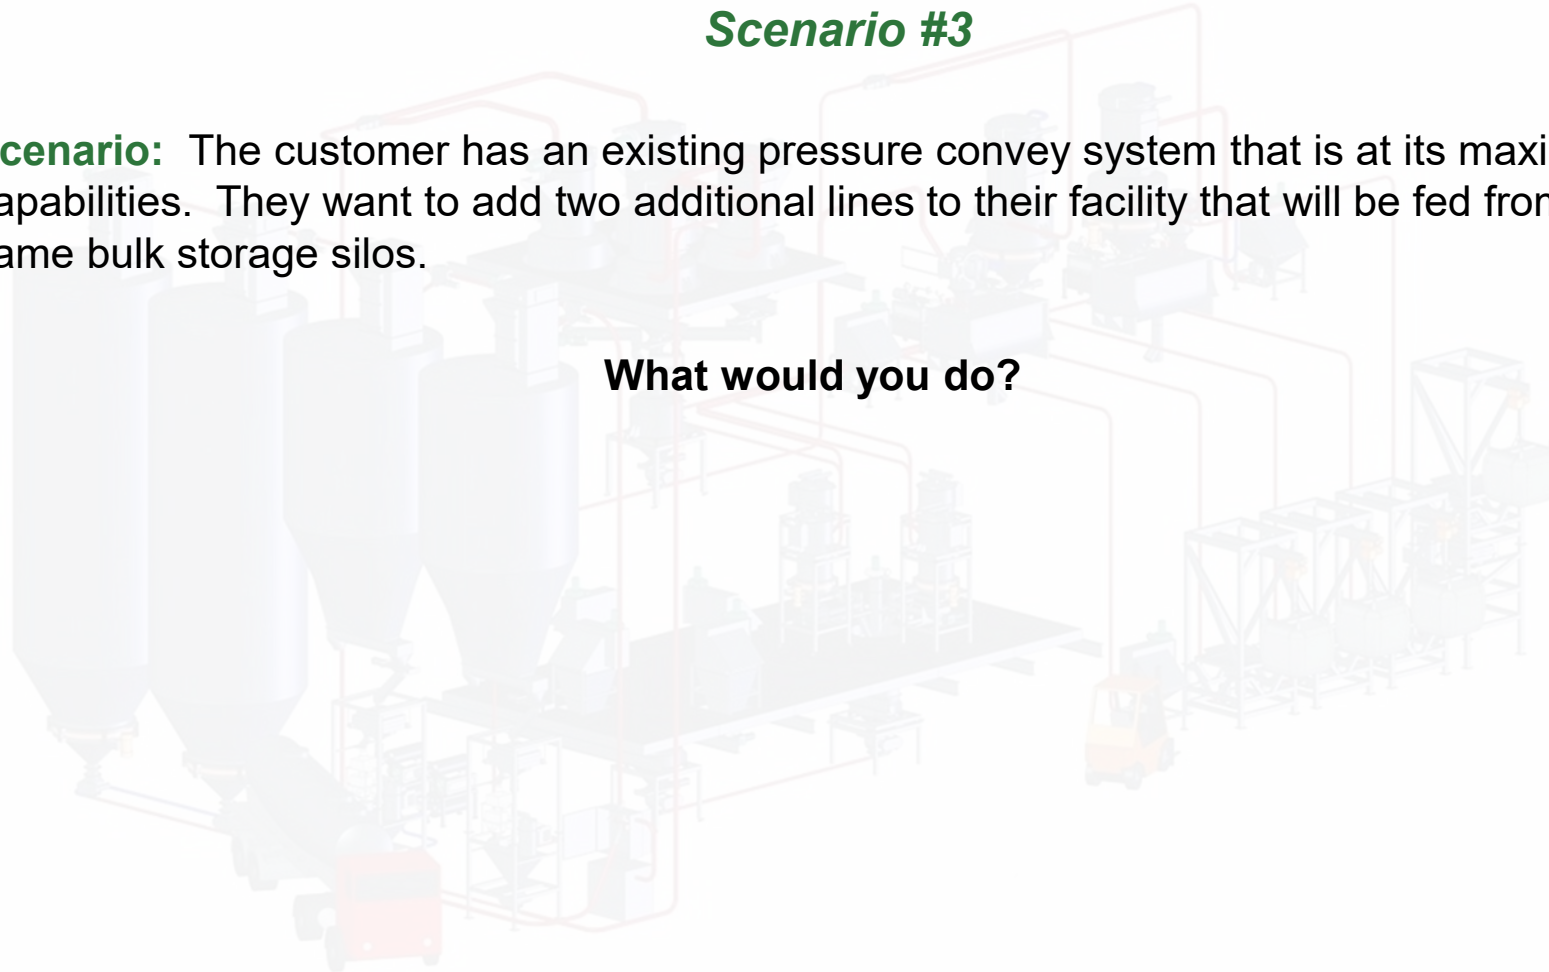 Scenario #3
cenario: The customer has an existing pressure convey system that is at its maxi
apabilities. They want to add two additional lines to their facility that will be fed fron
ame bulk storage silos.
What would you do?